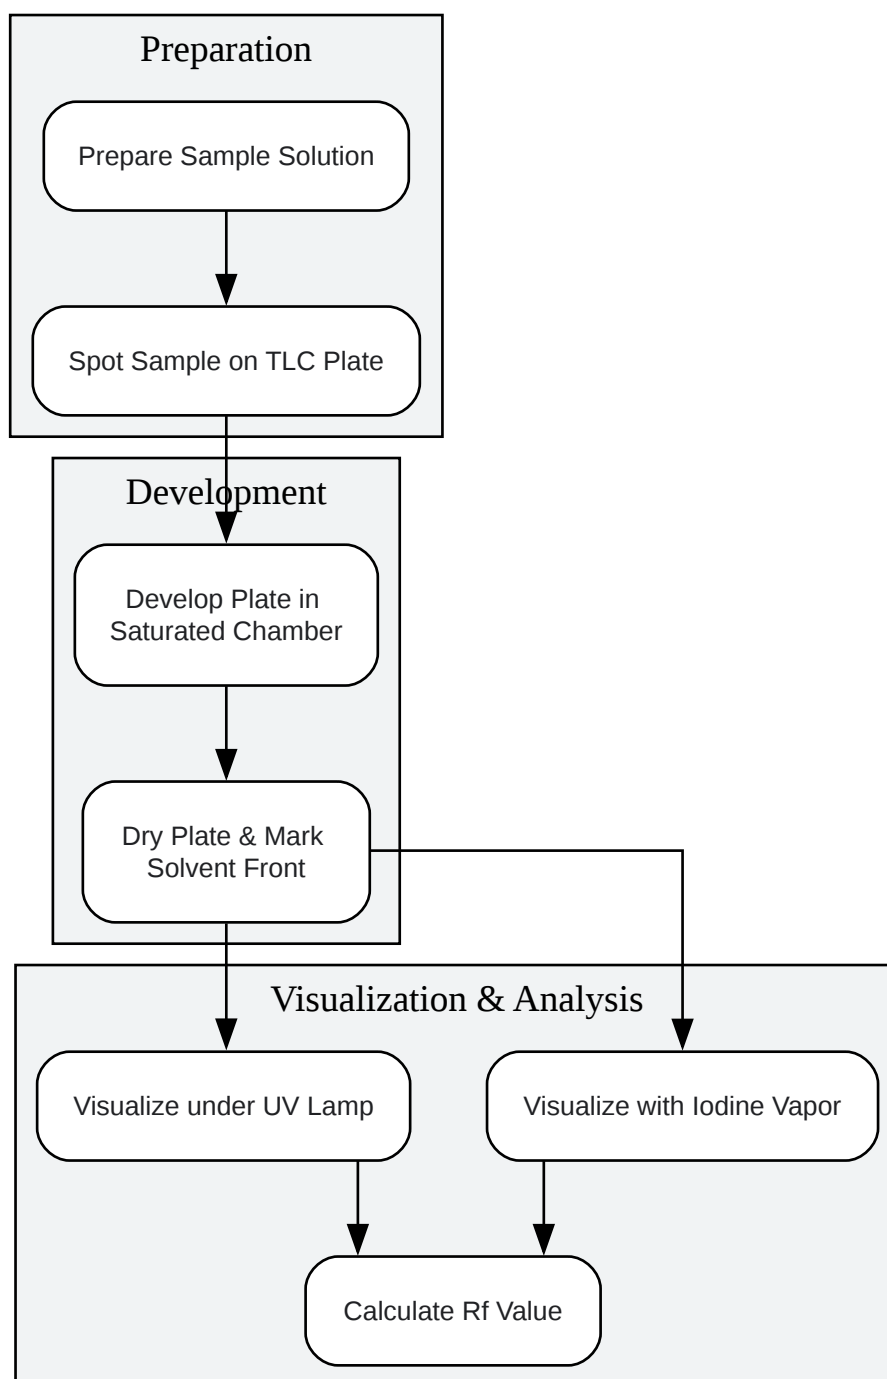 Preparation
Prepare Sample Solution
Spot Sample on TLC Plate
Development
Develop Plate in
Saturated Chamber
Dry Plate & Mark
Solvent Front
Visualization & Analysis
Visualize under UV Lamp
Visualize with Iodine Vapor
Calculate Rf Value